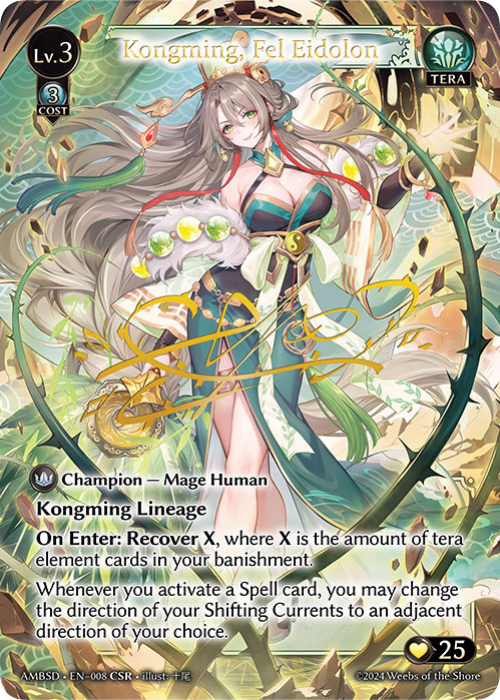 Lv.3
Kongming, Fel Eidolon
TERA
3
COST
Champion — Mage Human
Kongming Lineage
On Enter: Recover X, where X is the amount of tera
element cards in your banishment.
Whenever you activate a Spell card, you may change
the direction of your Shifting Currents to an adjacent
direction of your choice.
25
AMBSD • EN-008 CSR • illust: 十尾
©2024 Weebs of the Shore